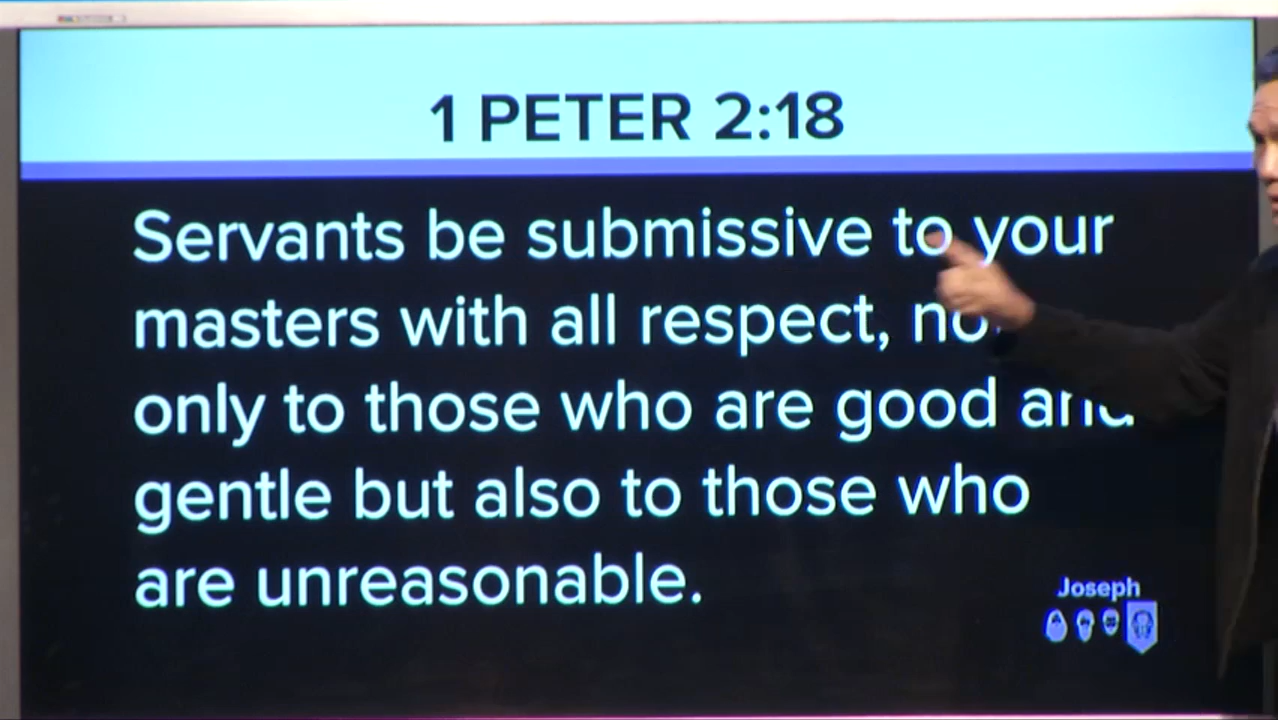 1 PETER 2:18
Servants be submissive to your
masters with all respect,
only to those who are good and
gentle but also to those who
are unreasonable.
Joseph